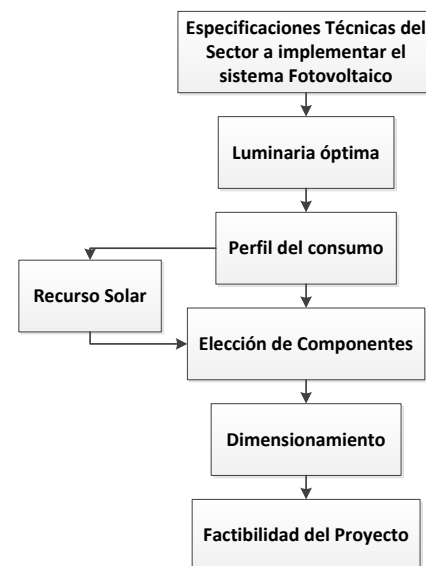 Especificaciones Técnicas del
Sector a implementar el
sistema Fotovoltaico
Luminaria óptima
Perfil del consumo
Recurso Solar
Elección de Componentes
Dimensionamiento
Factibilidad del Proyecto